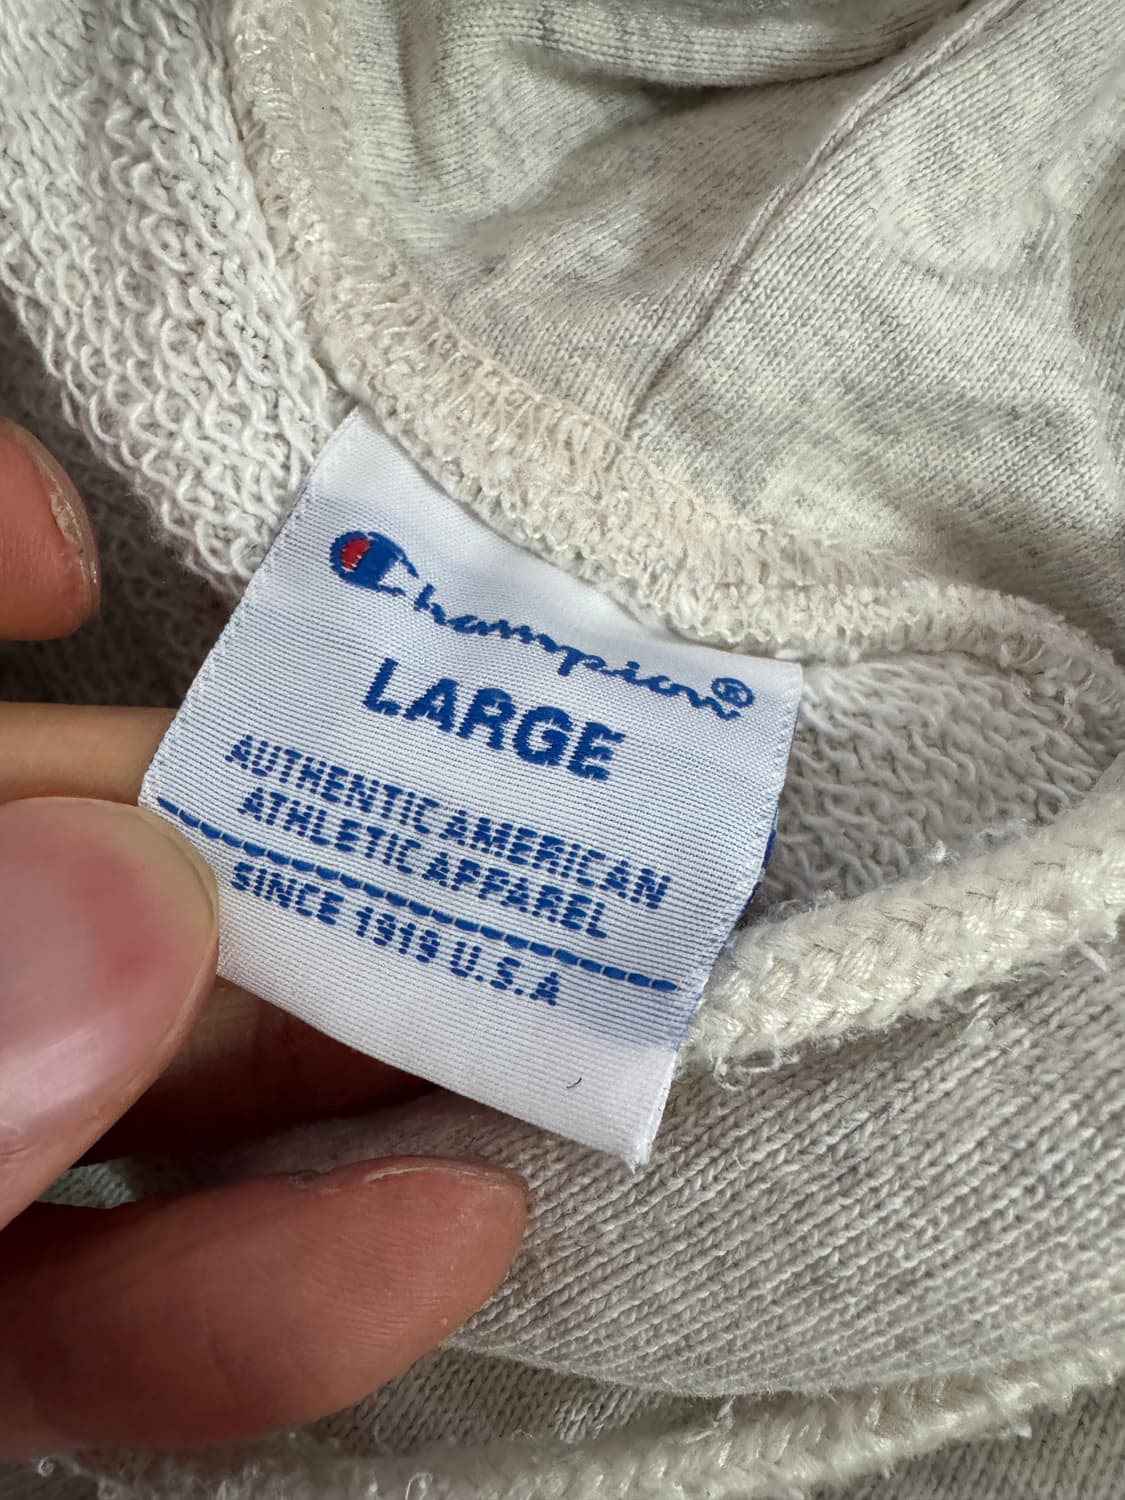 Champion®
LARGE
AUTHENTIC AMERICAN
ATHLETIC APPAREL
SINCE 1919 U.S.A